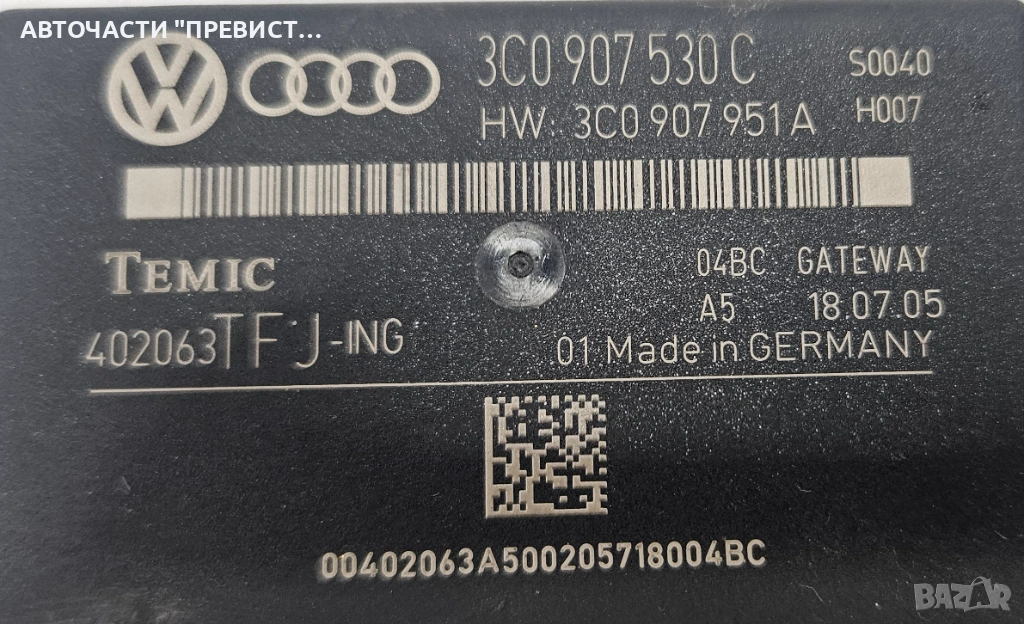 АВТОЧАСТИ "ПРЕВИСТ...
3C0 907 530 C S0040
HW: 3C0 907 951 A H007
TEMIC 04BC GATEWAY
A5 18.07.05
402063TFJ-ING 01 Made in GERMANY
00402063A500205718004BC
BAZAR